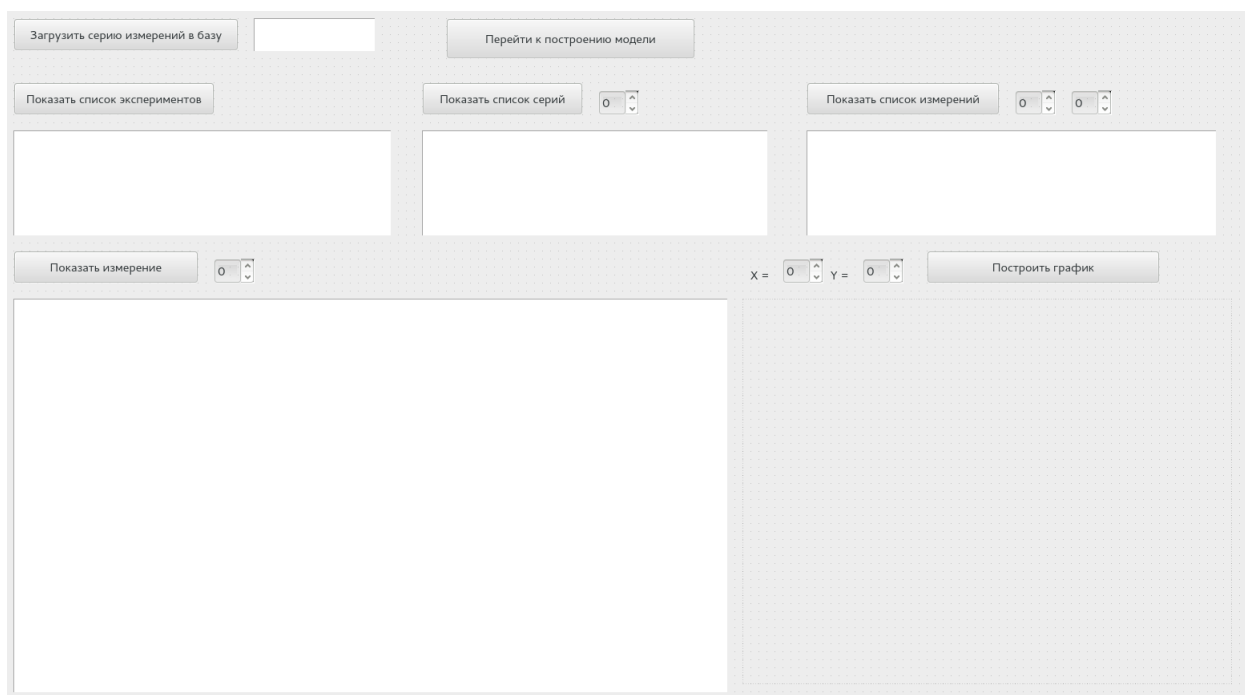 Загрузить серию измерений в базу
Перейти к построению модели
Показать список экспериментов
Показать список серий 0
Показать список измерений 0 0
Показать измерение 0
X = 0 Y = 0 Построить график